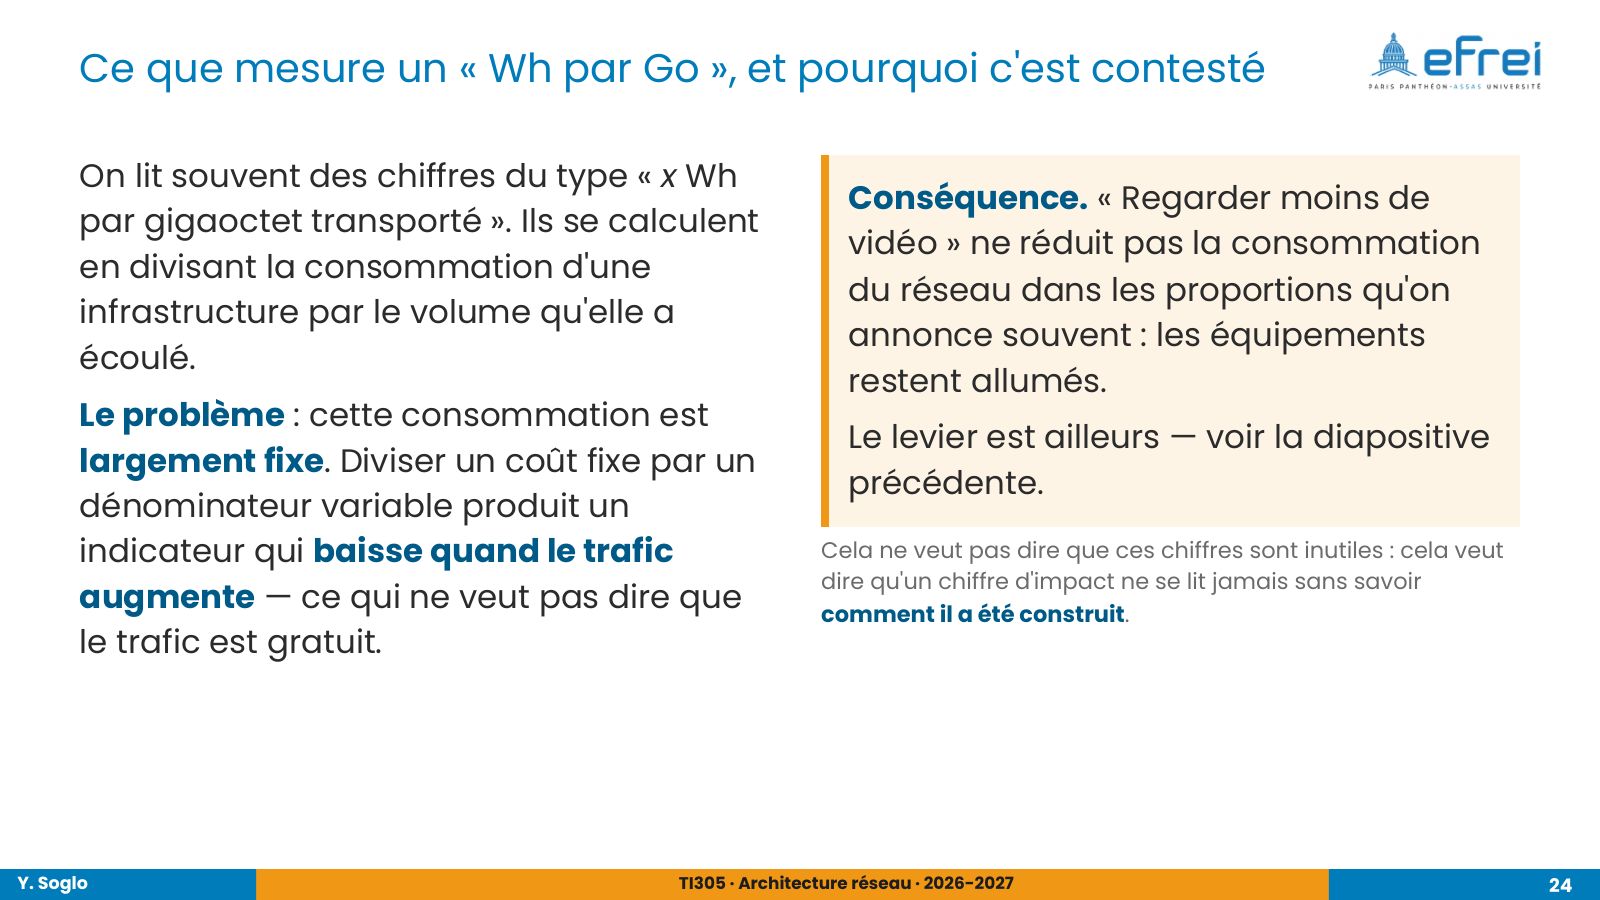 Ce que mesure un « Wh par Go », et pourquoi c'est contesté
efrei
PARIS PANTHÉON-ASSAS UNIVERSITÉ
On lit souvent des chiffres du type « x Wh
par gigaoctet transporté ». Ils se calculent
en divisant la consommation d'une
infrastructure par le volume qu'elle a
écoulé.
Le problème : cette consommation est
largement fixe. Diviser un coût fixe par un
dénominateur variable produit un
indicateur qui baisse quand le trafic
augmente — ce qui ne veut pas dire que
le trafic est gratuit.
Conséquence. « Regarder moins de
vidéo » ne réduit pas la consommation
du réseau dans les proportions qu'on
annonce souvent : les équipements
restent allumés.
Le levier est ailleurs — voir la diapositive
précédente.
Cela ne veut pas dire que ces chiffres sont inutiles : cela veut
dire qu'un chiffre d'impact ne se lit jamais sans savoir
comment il a été construit.
Y. Soglo
TI305 · Architecture réseau · 2026-2027
24